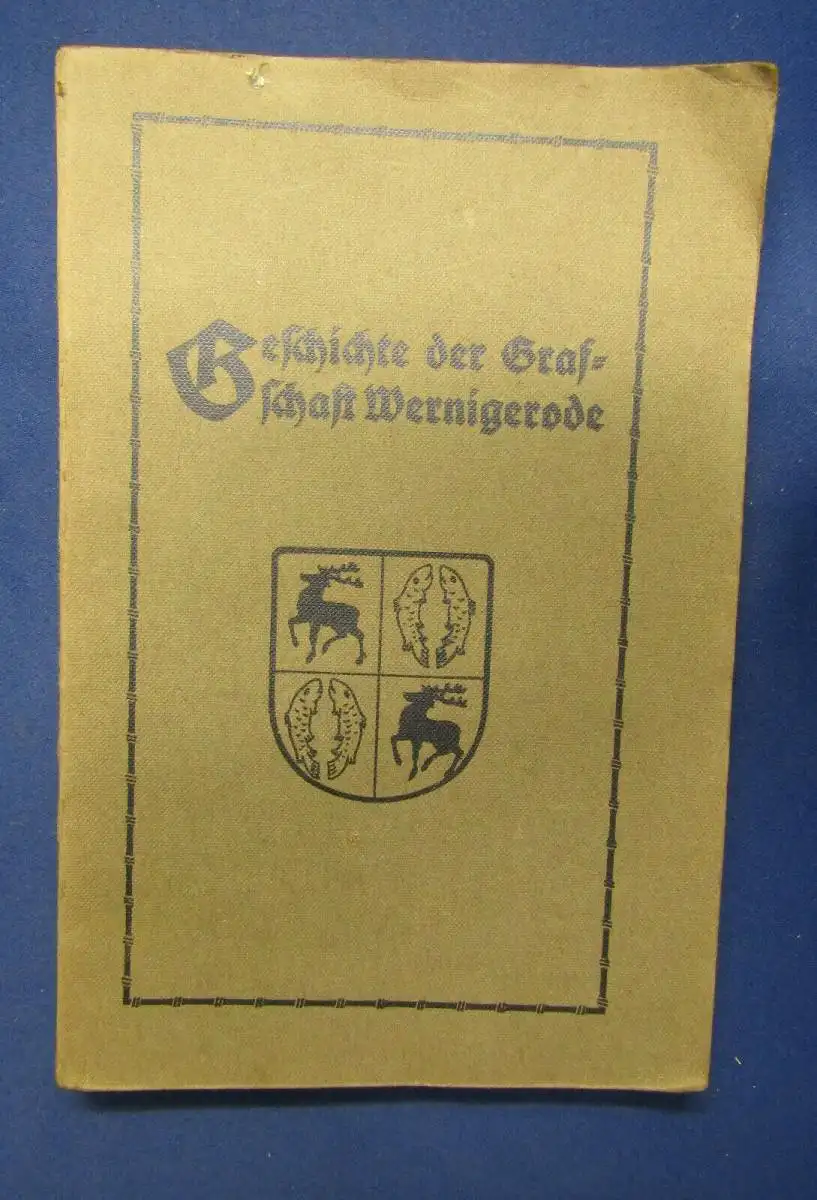 Geschichte der Graf-
schaft Wernigerode